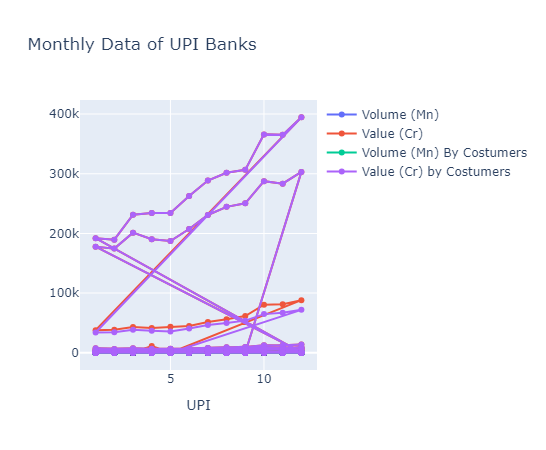 Monthly Data of UPI Banks
400k
300k
200k
100k
0
5
10
UPI
Volume (Mn)
Value (Cr)
Volume (Mn) By Costumers
Value (Cr) by Costumers